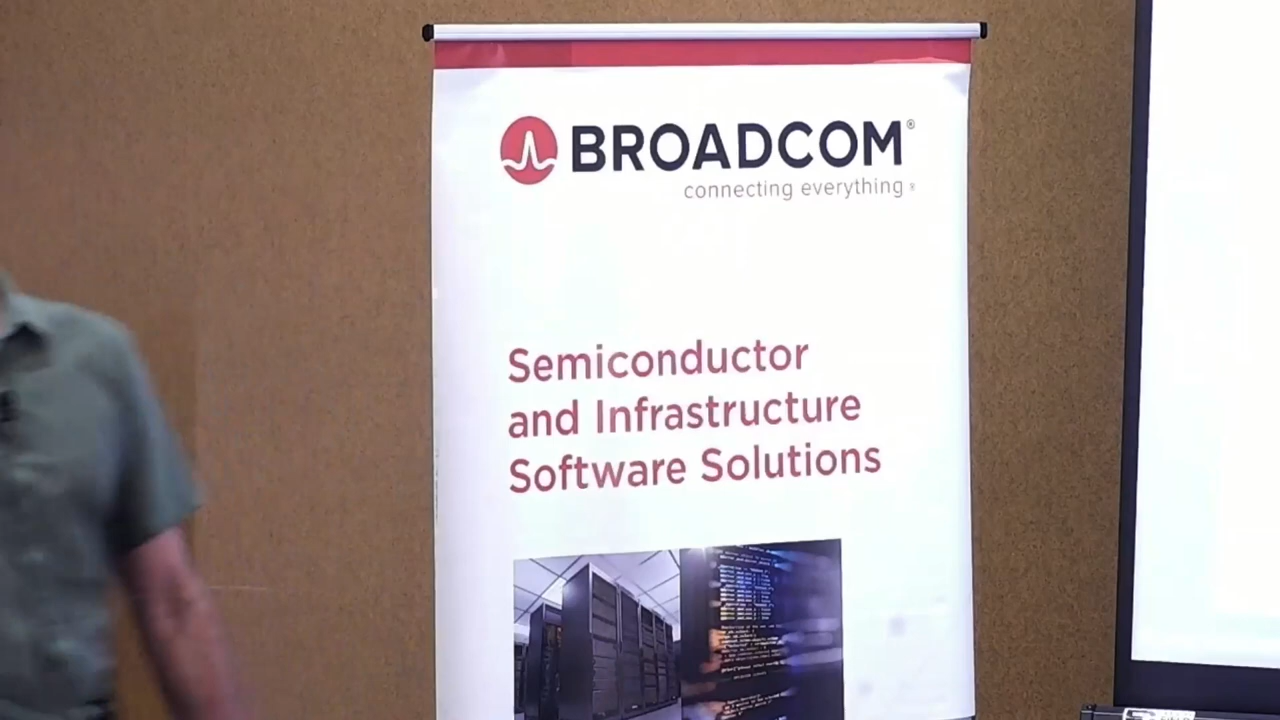 BROADCOM®
connecting everything®
Semiconductor
and Infrastructure
Software Solutions